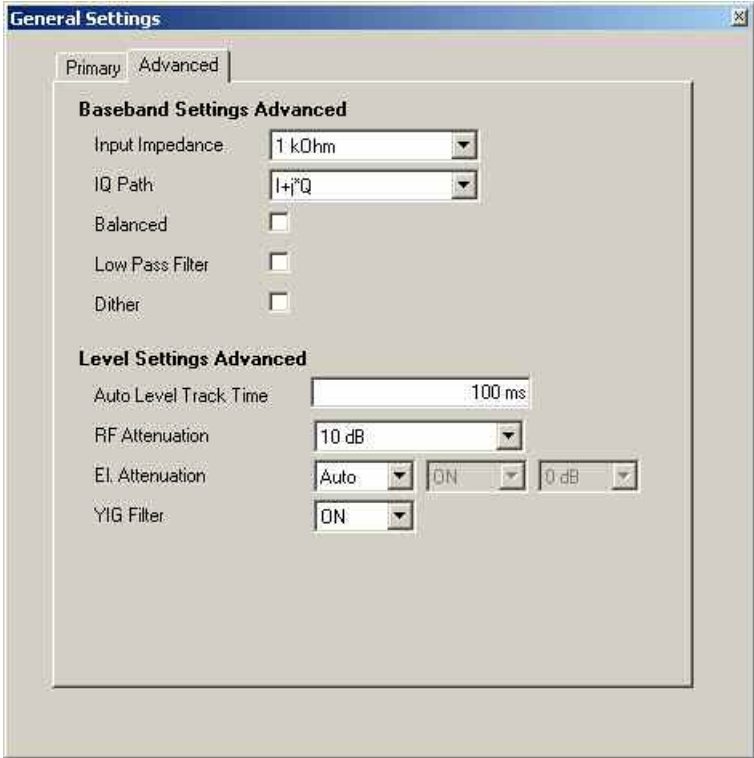 General Settings
Primary Advanced
Baseband Settings Advanced
Input Impedance 1 kOhm
IQ Path I+j*Q
Balanced
Low Pass Filter
Dither
Level Settings Advanced
Auto Level Track Time 100 ms
RF Attenuation 10 dB
El. Attenuation Auto ON 0 dB
YIG Filter ON